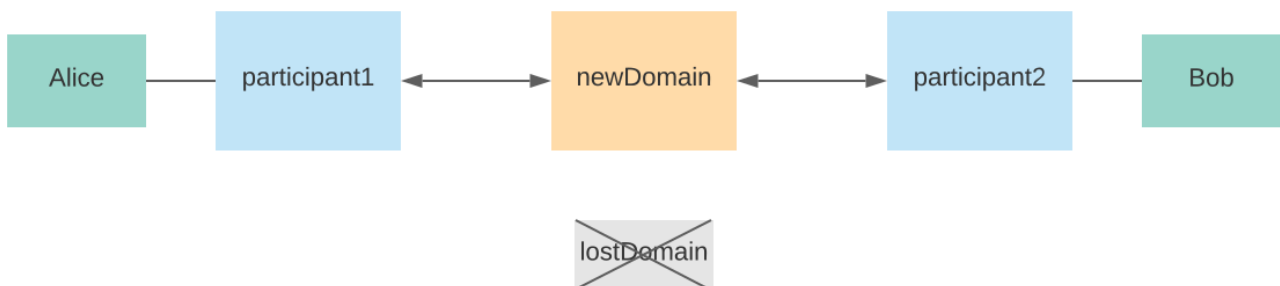 Alice
participant1
newDomain
participant2
Bob
lostDomain